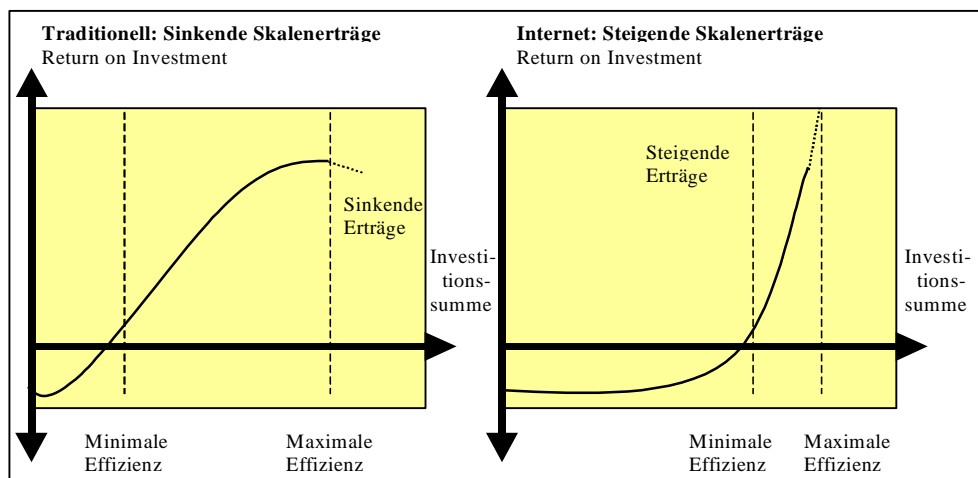 Traditionell: Sinkende Skalenerträge
Return on Investment
Sinkende
Erträge
Investi-
tions-
summe
Minimale
Effizienz
Maximale
Effizienz
Internet: Steigende Skalenerträge
Return on Investment
Steigende
Erträge
Investi-
tions-
summe
Minimale
Effizienz
Maximale
Effizienz